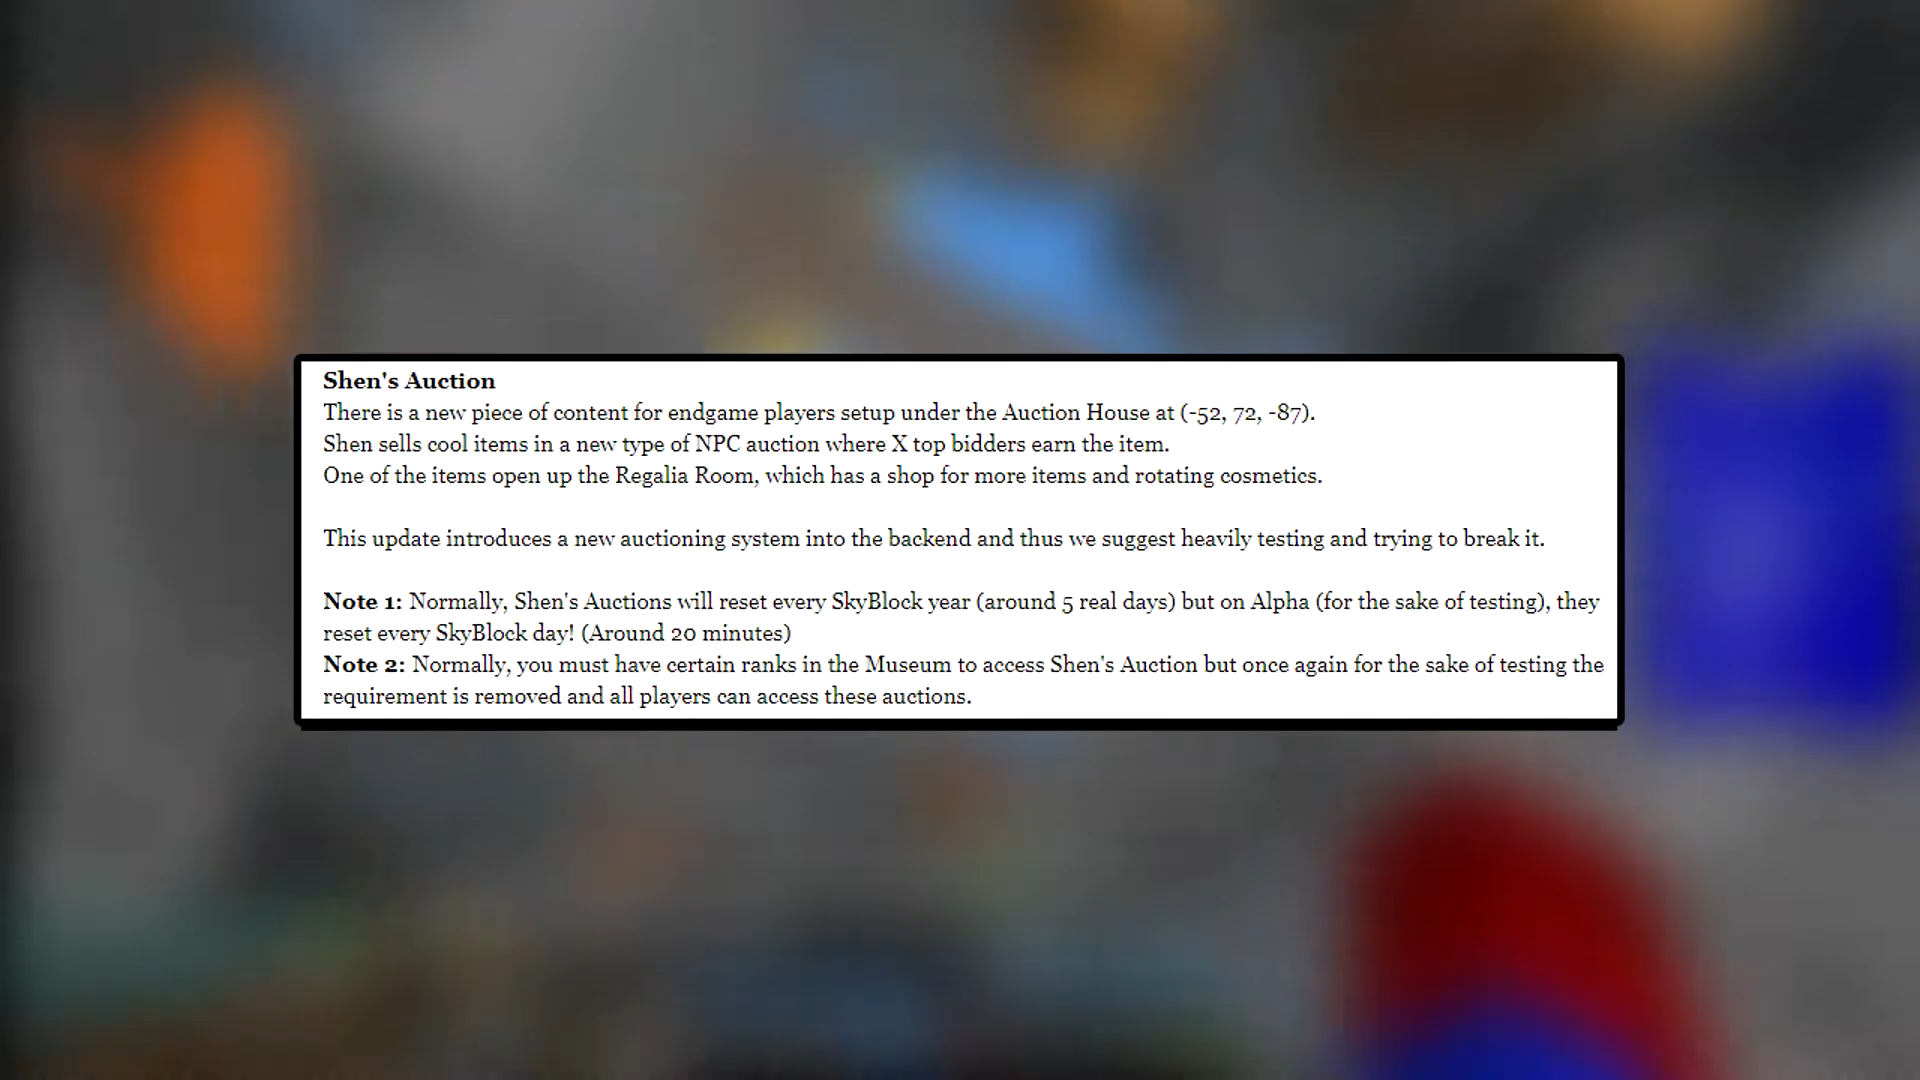 Shen's Auction
There is a new piece of content for endgame players setup under the Auction House at (-52, 72, -87).
Shen sells cool items in a new type of NPC auction where X top bidders earn the item.
One of the items open up the Regalia Room, which has a shop for more items and rotating cosmetics.
This update introduces a new auctioning system into the backend and thus we suggest heavily testing and trying to break it.
Note 1: Normally, Shen's Auctions will reset every SkyBlock year (around 5 real days) but on Alpha (for the sake of testing), they
reset every SkyBlock day! (Around 20 minutes)
Note 2: Normally, you must have certain ranks in the Museum to access Shen's Auction but once again for the sake of testing the
requirement is removed and all players can access these auctions.